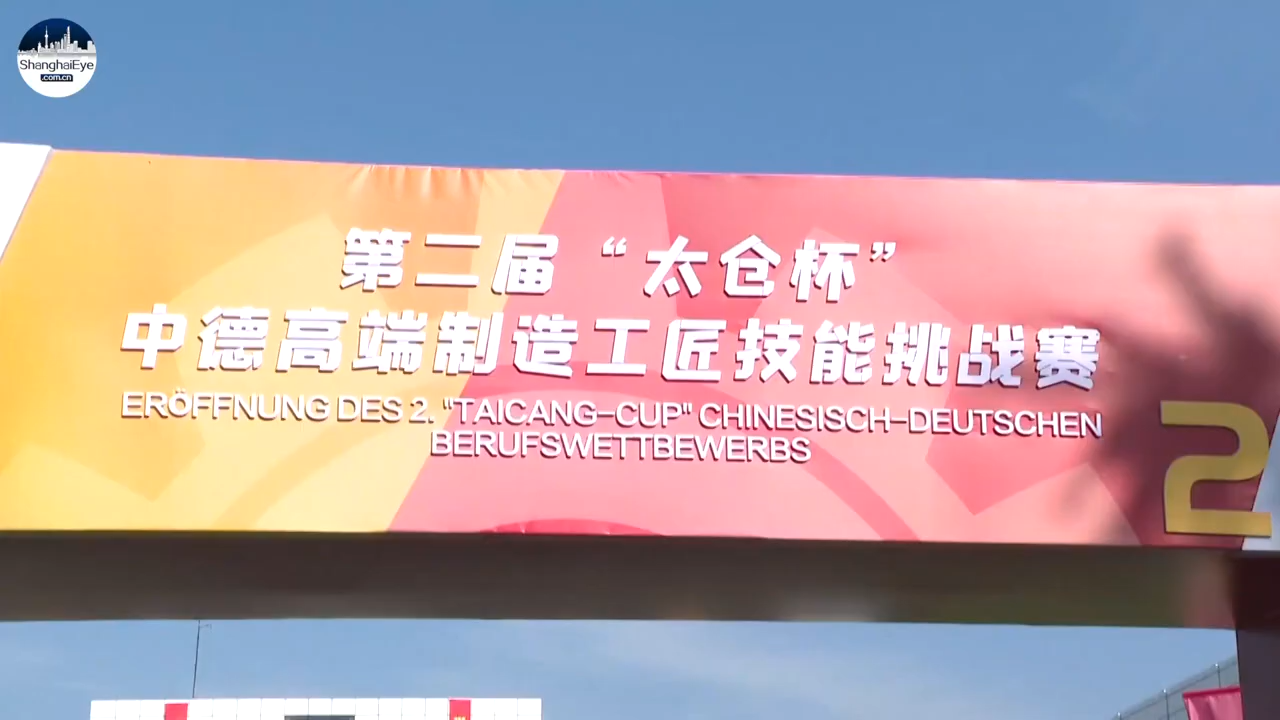 ShanghaiEye
.com.cn
第二届“太仓杯”
中德高端制造工匠技能挑战赛
ERÖFFNUNG DES 2. "TAICANG-CUP" CHINESISCH-DEUTSCHEN
BERUFSWETTBEWERBS
2